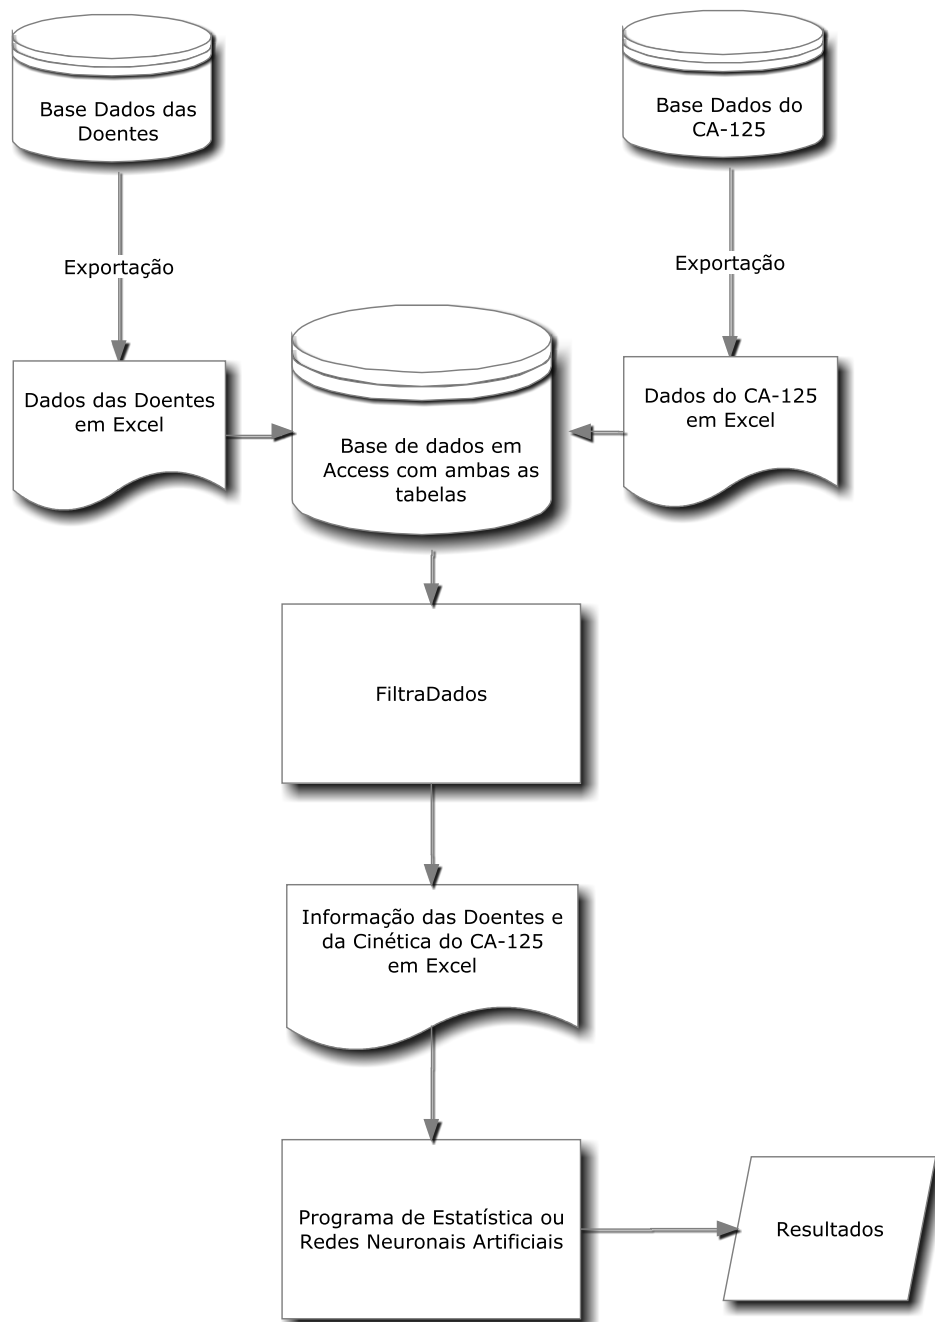 Base Dados das
Doentes
Base Dados do
CA-125
Exportação
Exportação
Dados das Doentes
em Excel
Dados do CA-125
em Excel
Base de dados em
Access com ambas as
tabelas
FiltraDados
Informação das Doentes e
da Cinética do CA-125
em Excel
Programa de Estatística ou
Redes Neuronais Artificiais
Resultados